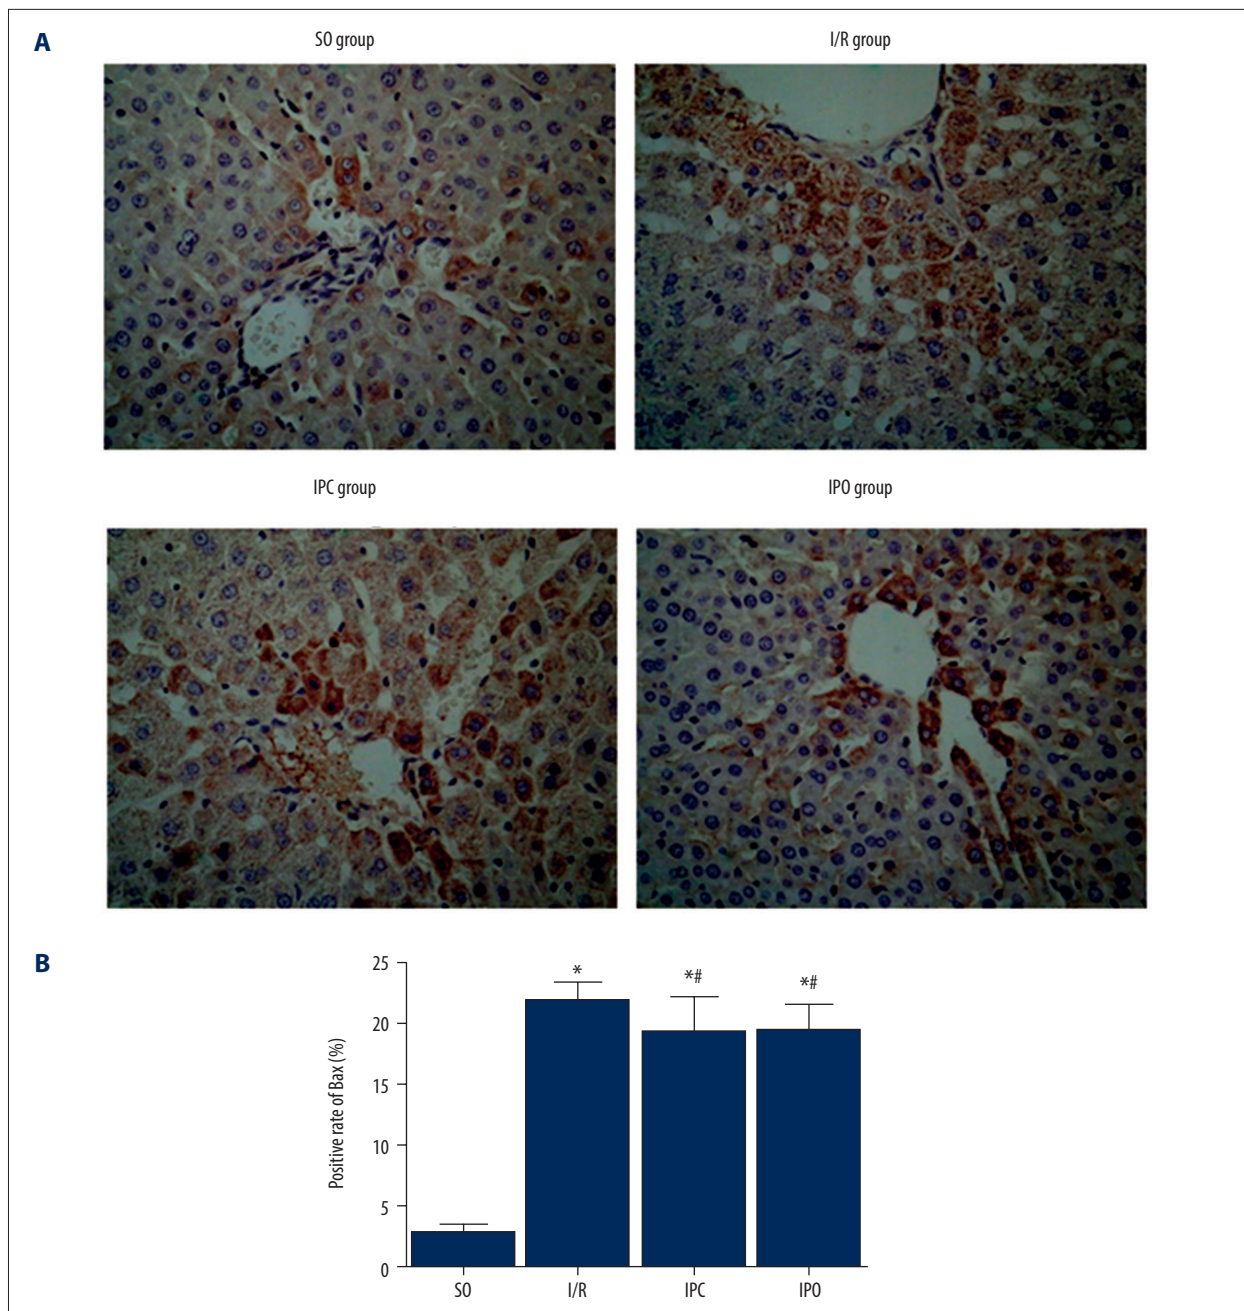 A
SO group
I/R group
IPC group
IPO group
B
Positive rate of Bax (%)
25
20
15
10
5
0
*
*#
*#
SO
I/R
IPC
IPO